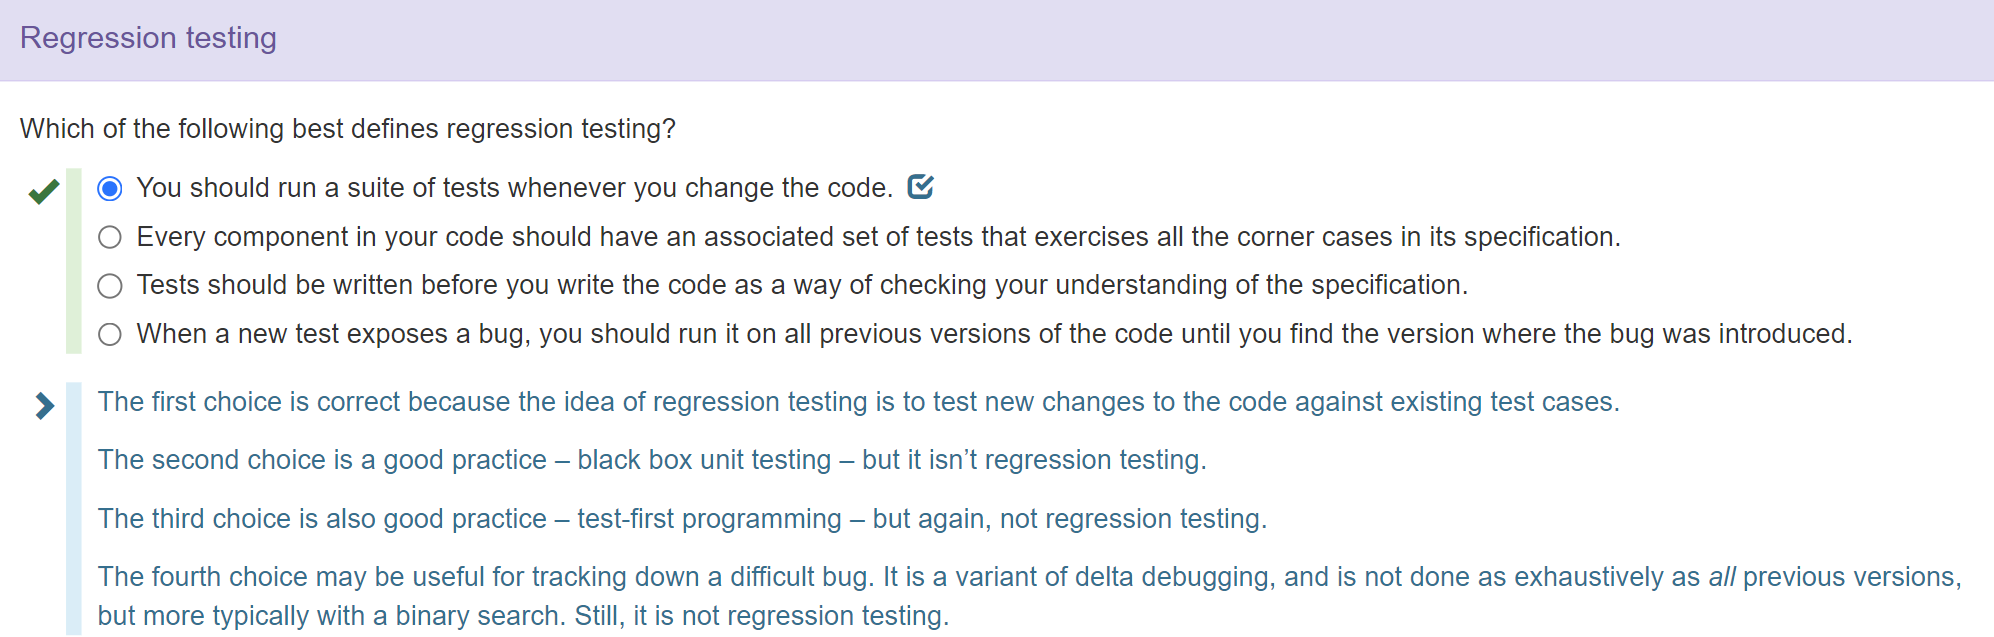 Regression testing
Which of the following best defines regression testing?
You should run a suite of tests whenever you change the code.
Every component in your code should have an associated set of tests that exercises all the corner cases in its specification.
Tests should be written before you write the code as a way of checking your understanding of the specification.
When a new test exposes a bug, you should run it on all previous versions of the code until you find the version where the bug was introduced.
The first choice is correct because the idea of regression testing is to test new changes to the code against existing test cases.
The second choice is a good practice – black box unit testing – but it isn’t regression testing.
The third choice is also good practice – test-first programming – but again, not regression testing.
The fourth choice may be useful for tracking down a difficult bug. It is a variant of delta debugging, and is not done as exhaustively as all previous versions,
but more typically with a binary search. Still, it is not regression testing.